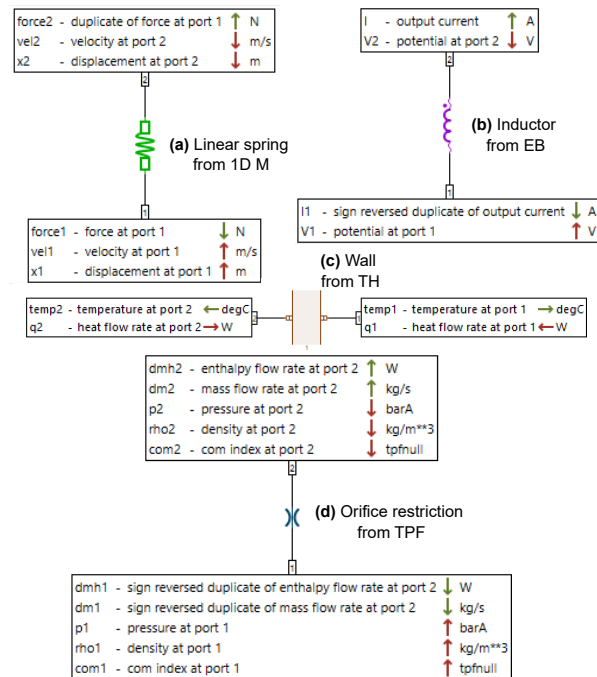 force2 - duplicate of force at port 1 N
vel2 - velocity at port 2 m/s
x2 - displacement at port 2 m
2
(a) Linear spring
from 1D M
1
force1 - force at port 1 N
vel1 - velocity at port 1 m/s
x1 - displacement at port 1 m
I - output current A
V2 - potential at port 2 V
2
(b) Inductor
from EB
1
I1 - sign reversed duplicate of output current A
V1 - potential at port 1 V
(c) Wall
from TH
temp2 - temperature at port 2 degC
q2 - heat flow rate at port 2 W
2
1
temp1 - temperature at port 1 degC
q1 - heat flow rate at port 1 W
1
dmh2 - enthalpy flow rate at port 2 W
dm2 - mass flow rate at port 2 kg/s
p2 - pressure at port 2 barA
rho2 - density at port 2 kg/m**3
com2 - com index at port 2 tpfnull
2
(d) Orifice restriction
from TPF
1
dmh1 - sign reversed duplicate of enthalpy flow rate at port 2 W
dm1 - sign reversed duplicate of mass flow rate at port 2 kg/s
p1 - pressure at port 1 barA
rho1 - density at port 1 kg/m**3
com1 - com index at port 1 tpfnull